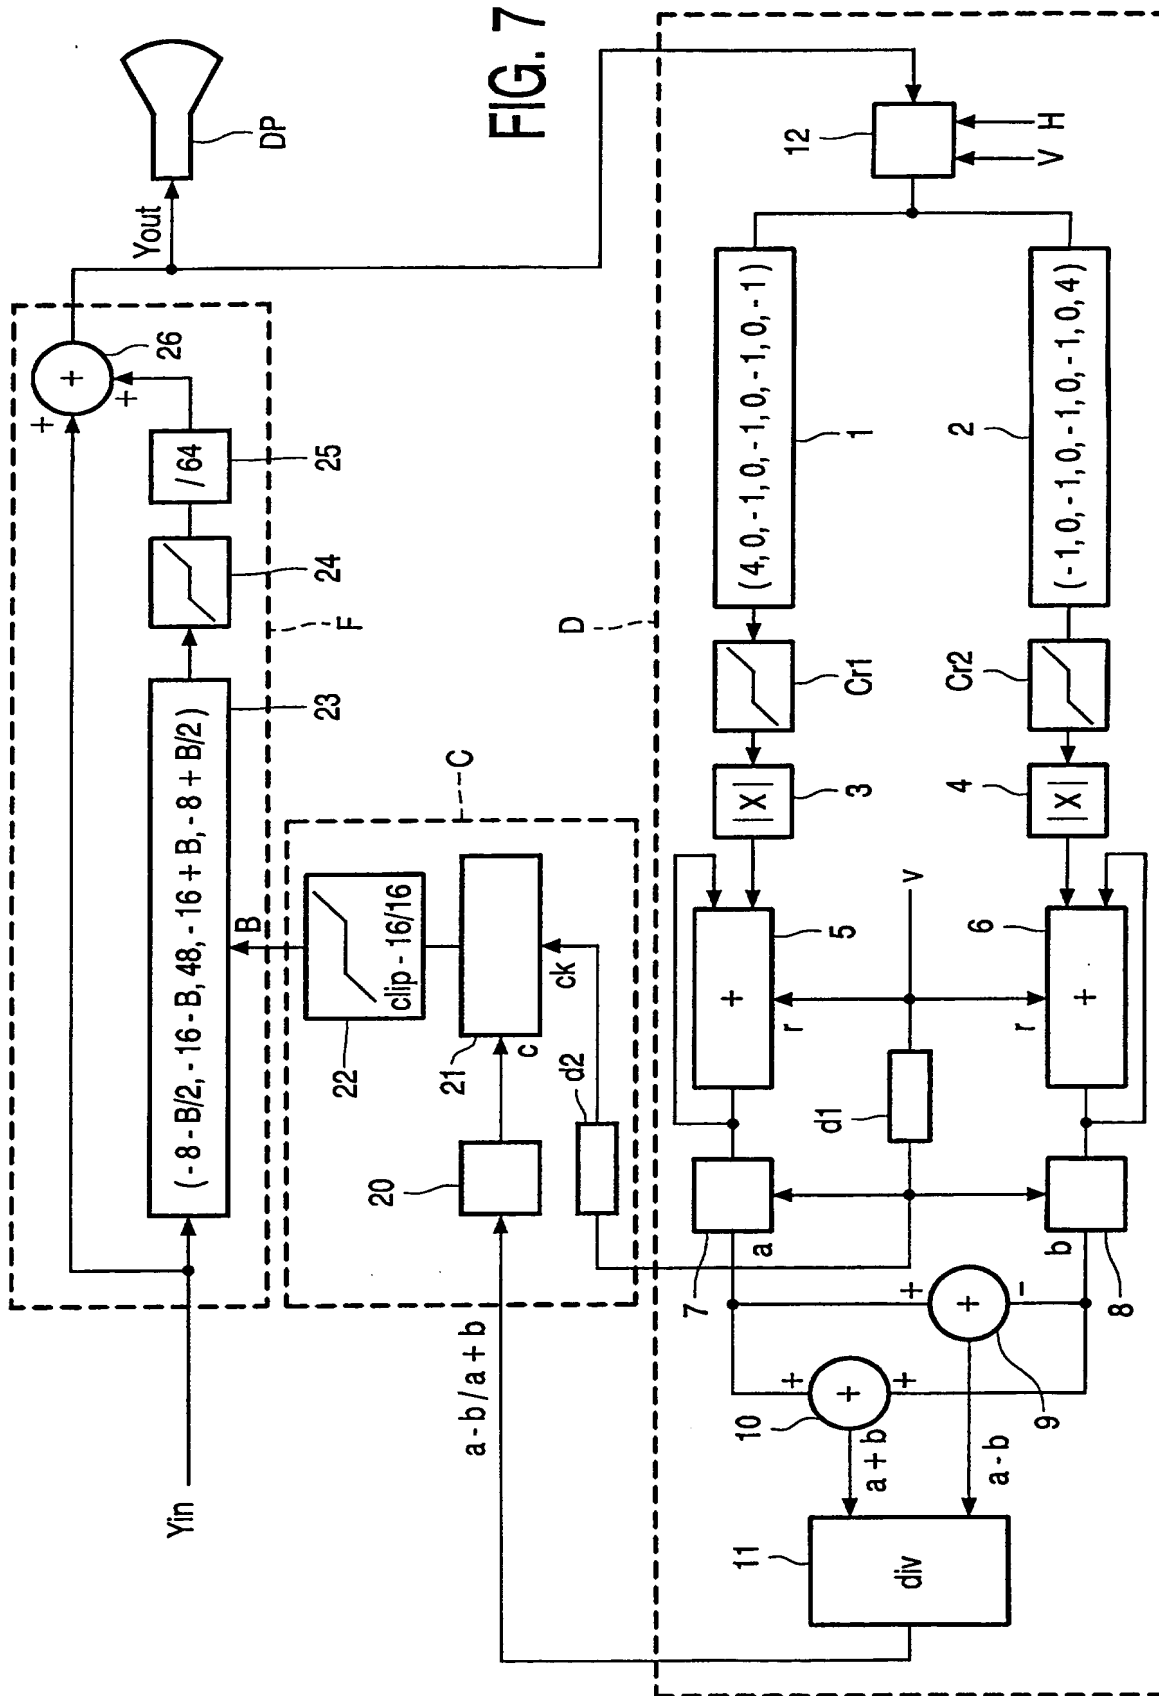 FIG. 7
DP
Yout
26
+
+
+
/ 64
25
24
F
(-8 - B/2, -16 - B, 48, -16 + B, -8 + B/2)
23
Yin
B
C
clip - 16/16
22
21
c
ck
20
d2
a - b / a + b
D
12
H
V
(4, 0, -1, 0, -1, 0, -1, 0, -1)
1
(-1, 0, -1, 0, -1, 0, -1, 0, 4)
2
Cr1
Cr2
|X|
3
|X|
4
v
+
5
r
+
6
r
d1
7
a
8
b
+
+
-
9
+
+
+
10
a + b
a - b
div
11